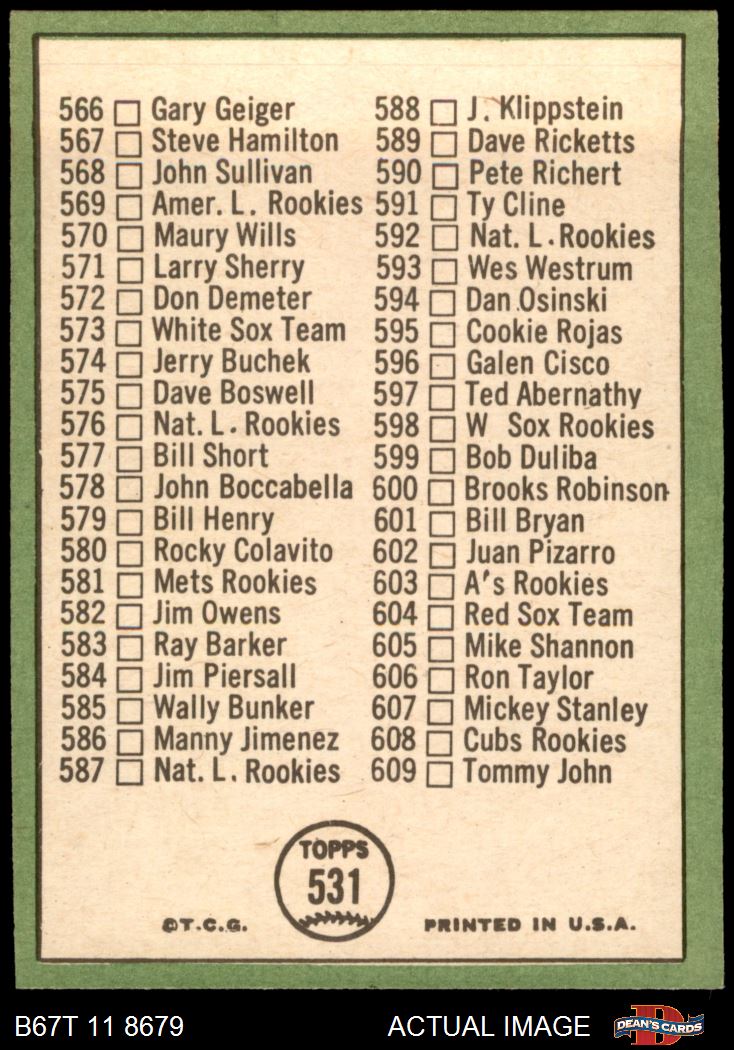 566 Gary Geiger
567 Steve Hamilton
568 John Sullivan
569 Amer. L. Rookies
570 Maury Wills
571 Larry Sherry
572 Don Demeter
573 White Sox Team
574 Jerry Buchek
575 Dave Boswell
576 Nat. L. Rookies
577 Bill Short
578 John Boccabella
579 Bill Henry
580 Rocky Colavito
581 Mets Rookies
582 Jim Owens
583 Ray Barker
584 Jim Piersall
585 Wally Bunker
586 Manny Jimenez
587 Nat. L. Rookies
588 J. Klippstein
589 Dave Ricketts
590 Pete Richert
591 Ty Cline
592 Nat. L. Rookies
593 Wes Westrum
594 Dan Osinski
595 Cookie Rojas
596 Galen Cisco
597 Ted Abernathy
598 W Sox Rookies
599 Bob Duliba
600 Brooks Robinson
601 Bill Bryan
602 Juan Pizarro
603 A's Rookies
604 Red Sox Team
605 Mike Shannon
606 Ron Taylor
607 Mickey Stanley
608 Cubs Rookies
609 Tommy John
TOPPS
531
©T.C.G.
PRINTED IN U.S.A.
B67T 11 8679
ACTUAL IMAGE
D
DEAN'S CARDS